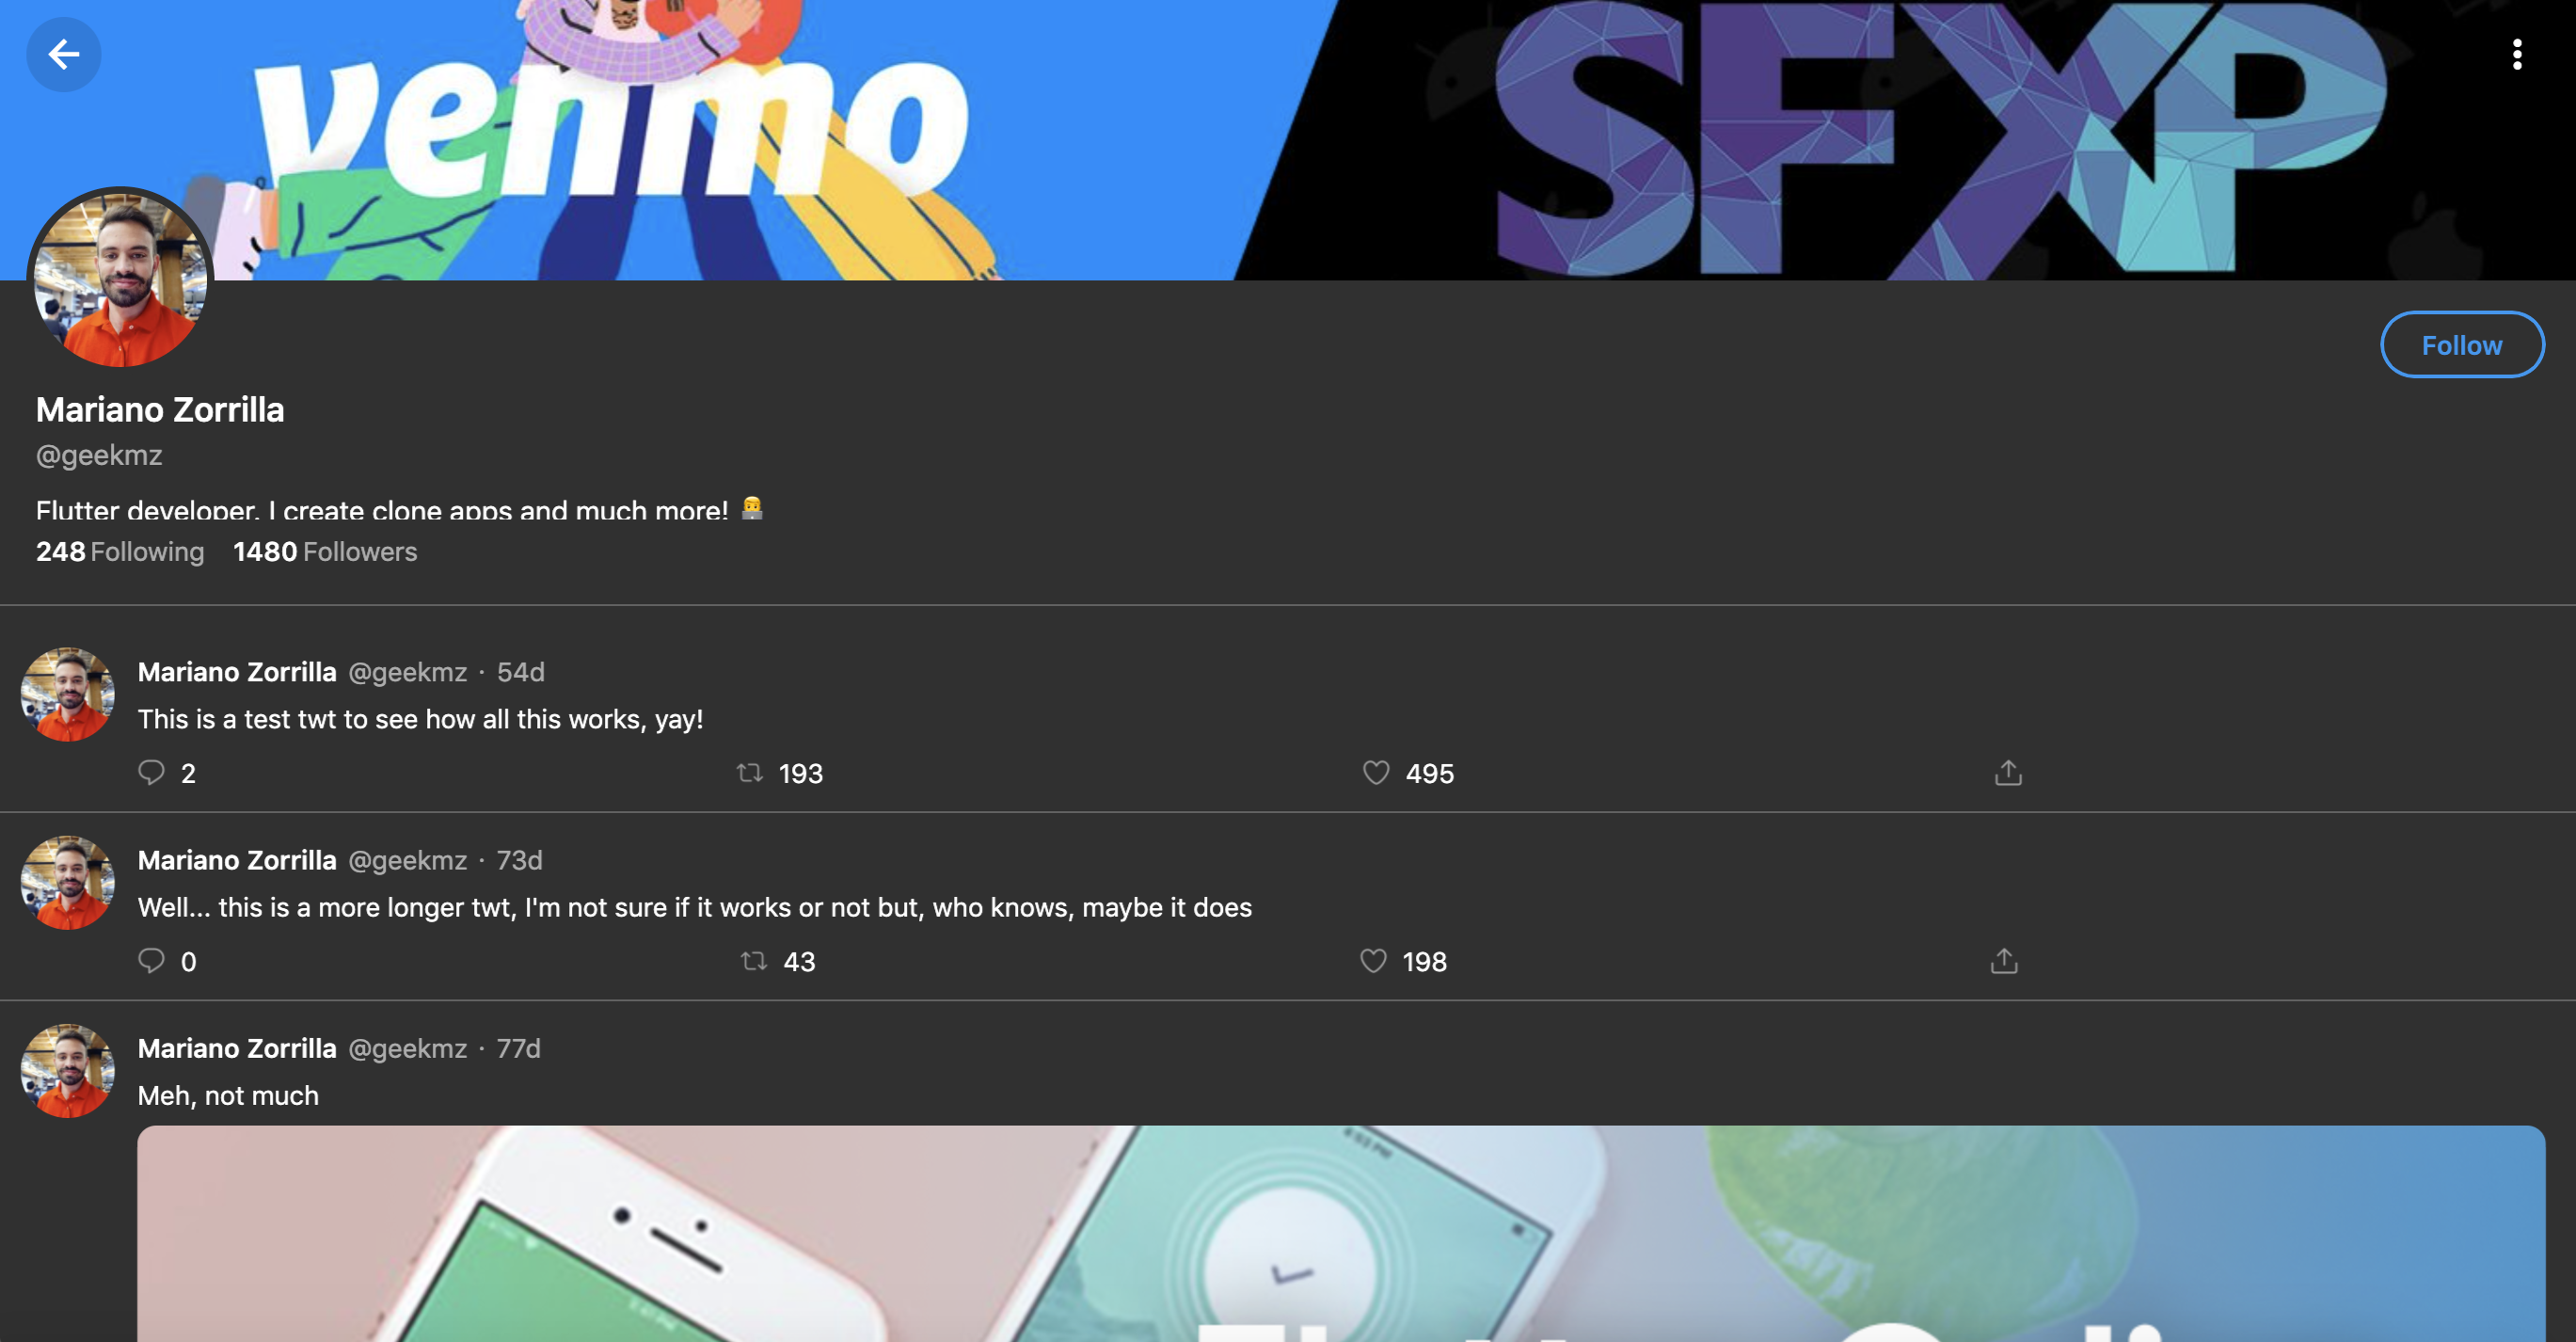 venmo
SFXP
Follow
Mariano Zorrilla
@geekmz
Flutter developer. I create clone apps and much more! 👨‍💻
248 Following 1480 Followers
Mariano Zorrilla @geekmz · 54d
This is a test twt to see how all this works, yay!
2 193 495
Mariano Zorrilla @geekmz · 73d
Well... this is a more longer twt, I'm not sure if it works or not but, who knows, maybe it does
0 43 198
Mariano Zorrilla @geekmz · 77d
Meh, not much